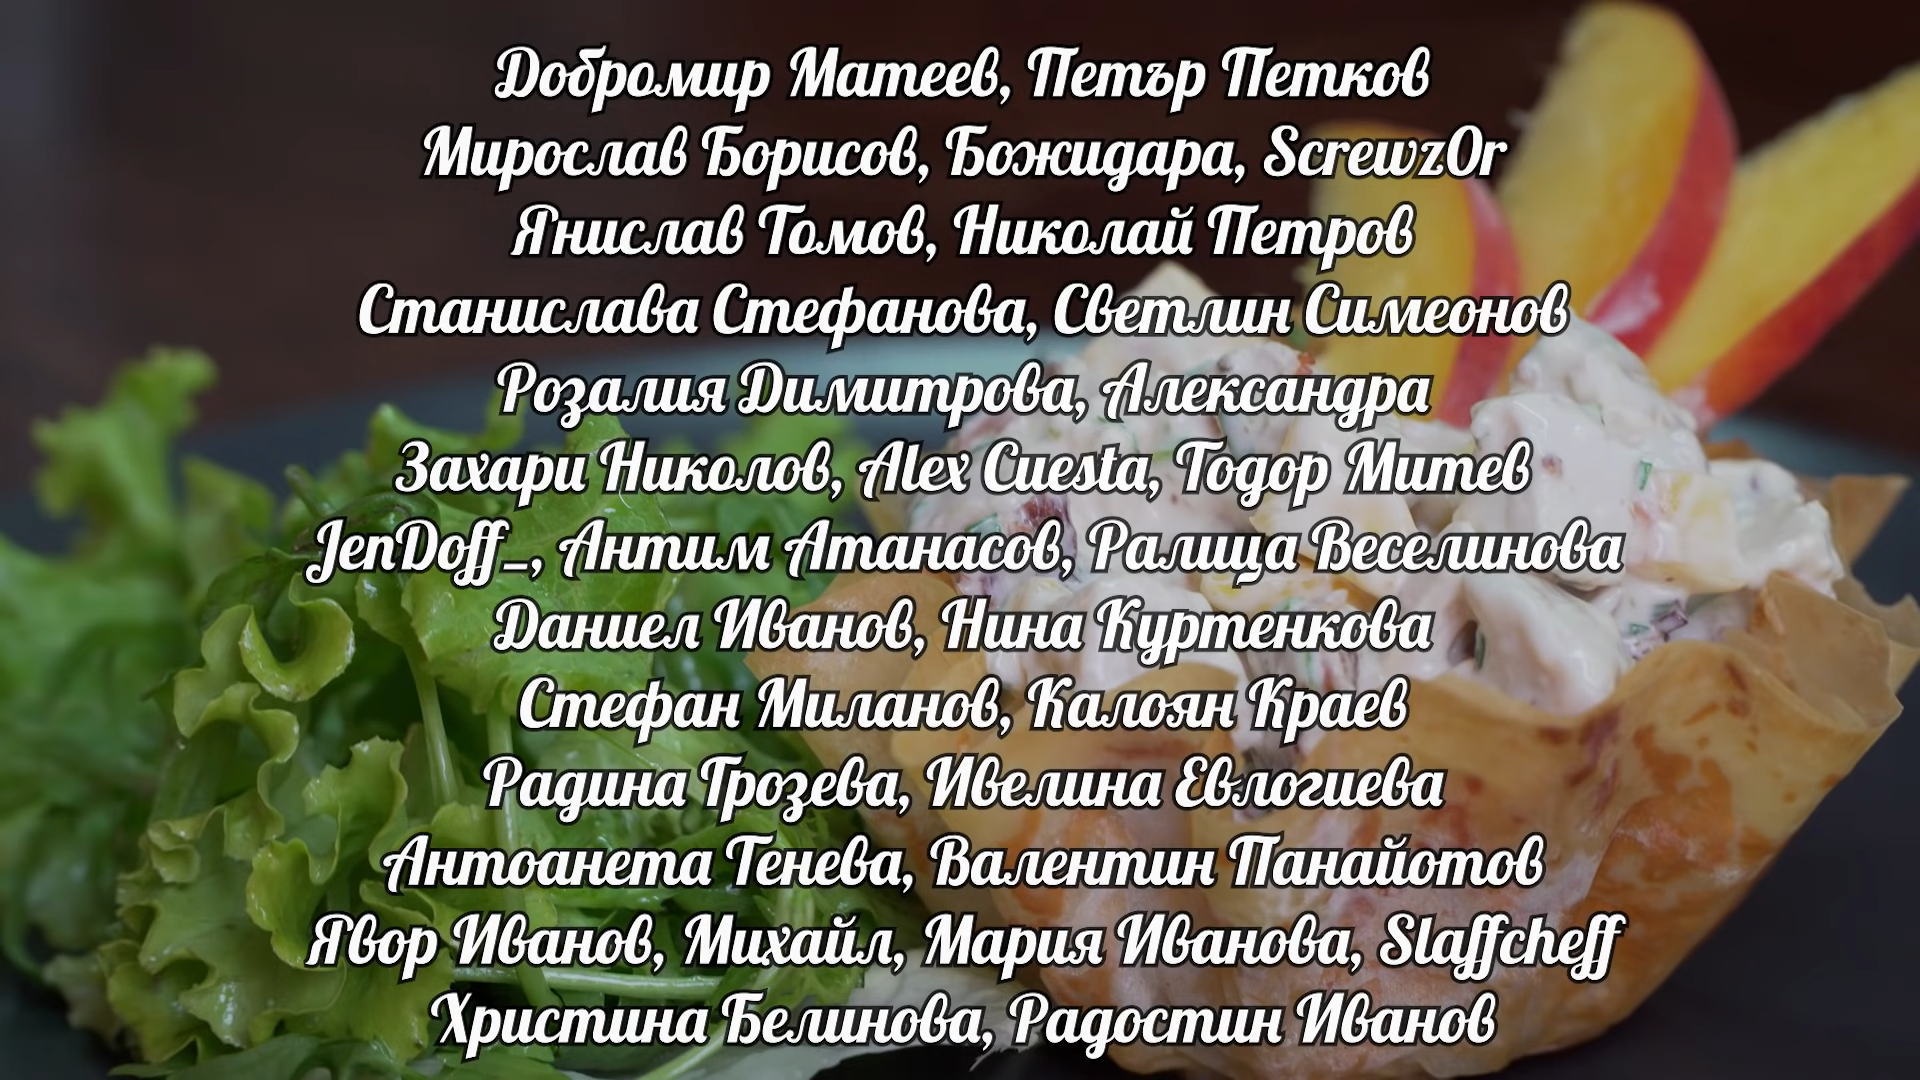 Добромир Матеев, Петър Петков
Мирослав Борисов, Божидара, Screwz0r
Янислав Томов, Николай Петров
Станислава Стефанова, Светлин Симеонов
Розалия Димитрова, Александра
Захари Николов, Alex Cuesta, Тодор Митев
JenDoff_, Антим Атанасов, Ралица Веселинова
Даниел Иванов, Нина Куртенкова
Стефан Миланов, Калоян Краев
Радина Грозева, Ивелина Евлогиева
Антоанета Тенева, Валентин Панайотов
Явор Иванов, Михайл, Мария Иванова, Slaffcheff
Християна Белинова, Радостин Иванов